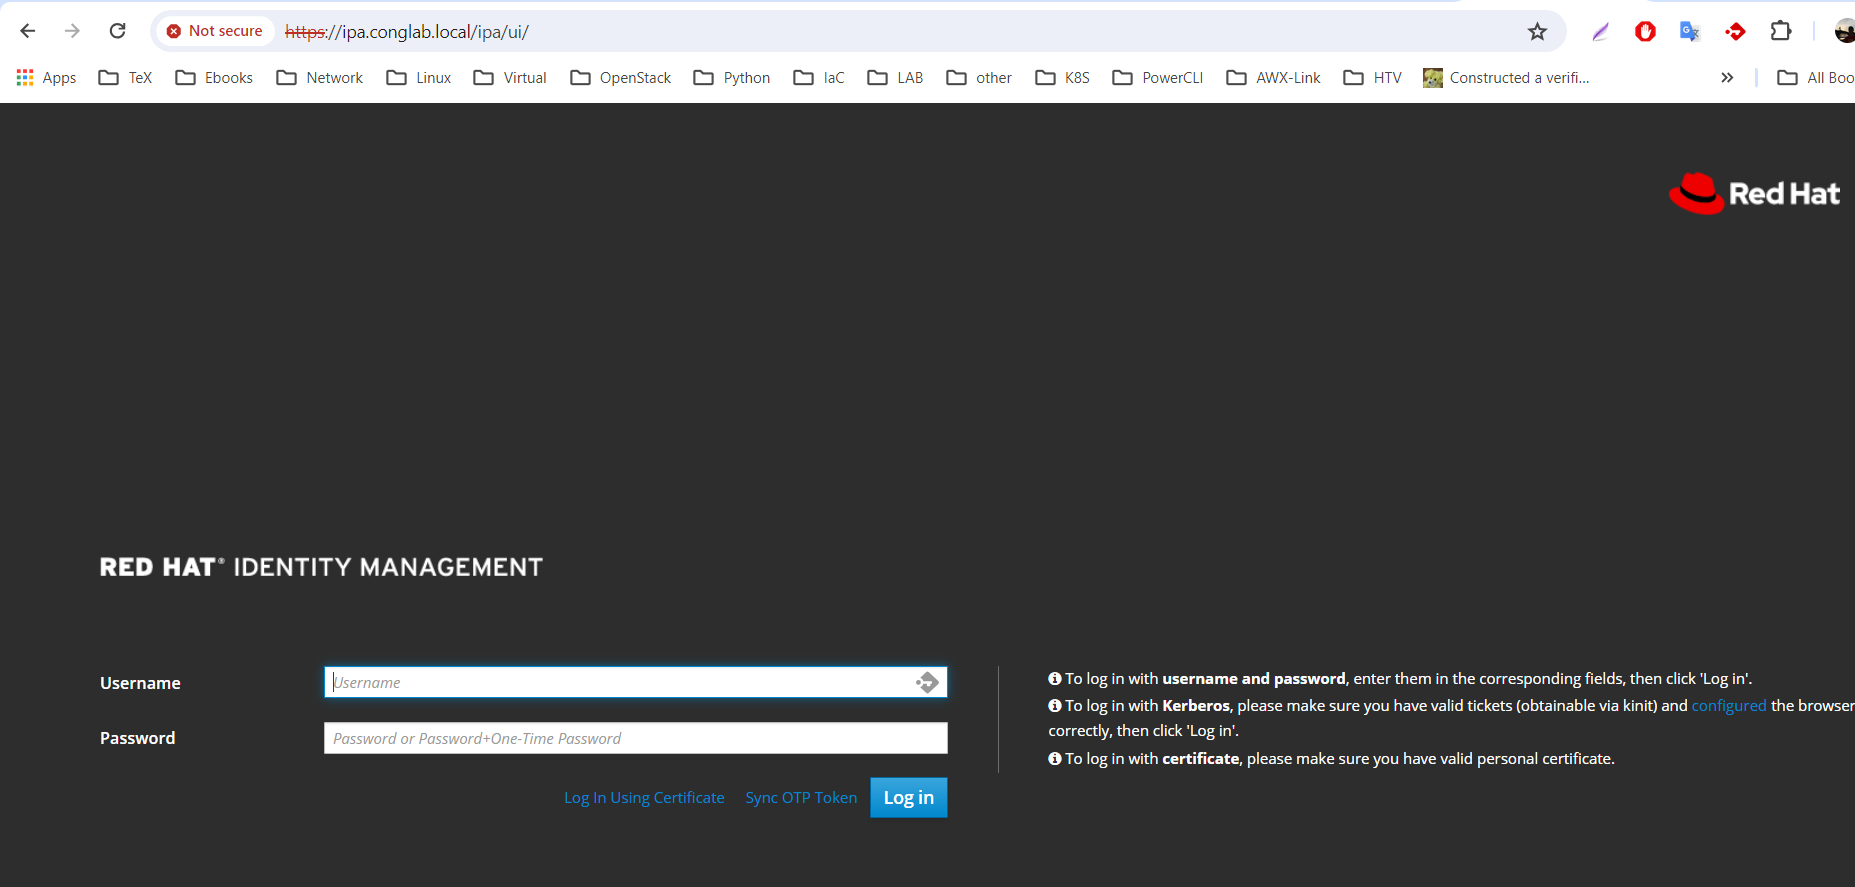 Not secure https://ipa.conglab.local/ipa/ui/
Apps TeX Ebooks Network Linux Virtual OpenStack Python IaC LAB other K8S PowerCLI AWX-Link HTV Constructed a verifi... » All Boo
Red Hat
RED HAT® IDENTITY MANAGEMENT
Username Username
Password Password or Password+One-Time Password
Log In Using Certificate Sync OTP Token Log in
To log in with username and password, enter them in the corresponding fields, then click 'Log in'.
To log in with Kerberos, please make sure you have valid tickets (obtainable via kinit) and configured the browser
correctly, then click 'Log in'.
To log in with certificate, please make sure you have valid personal certificate.